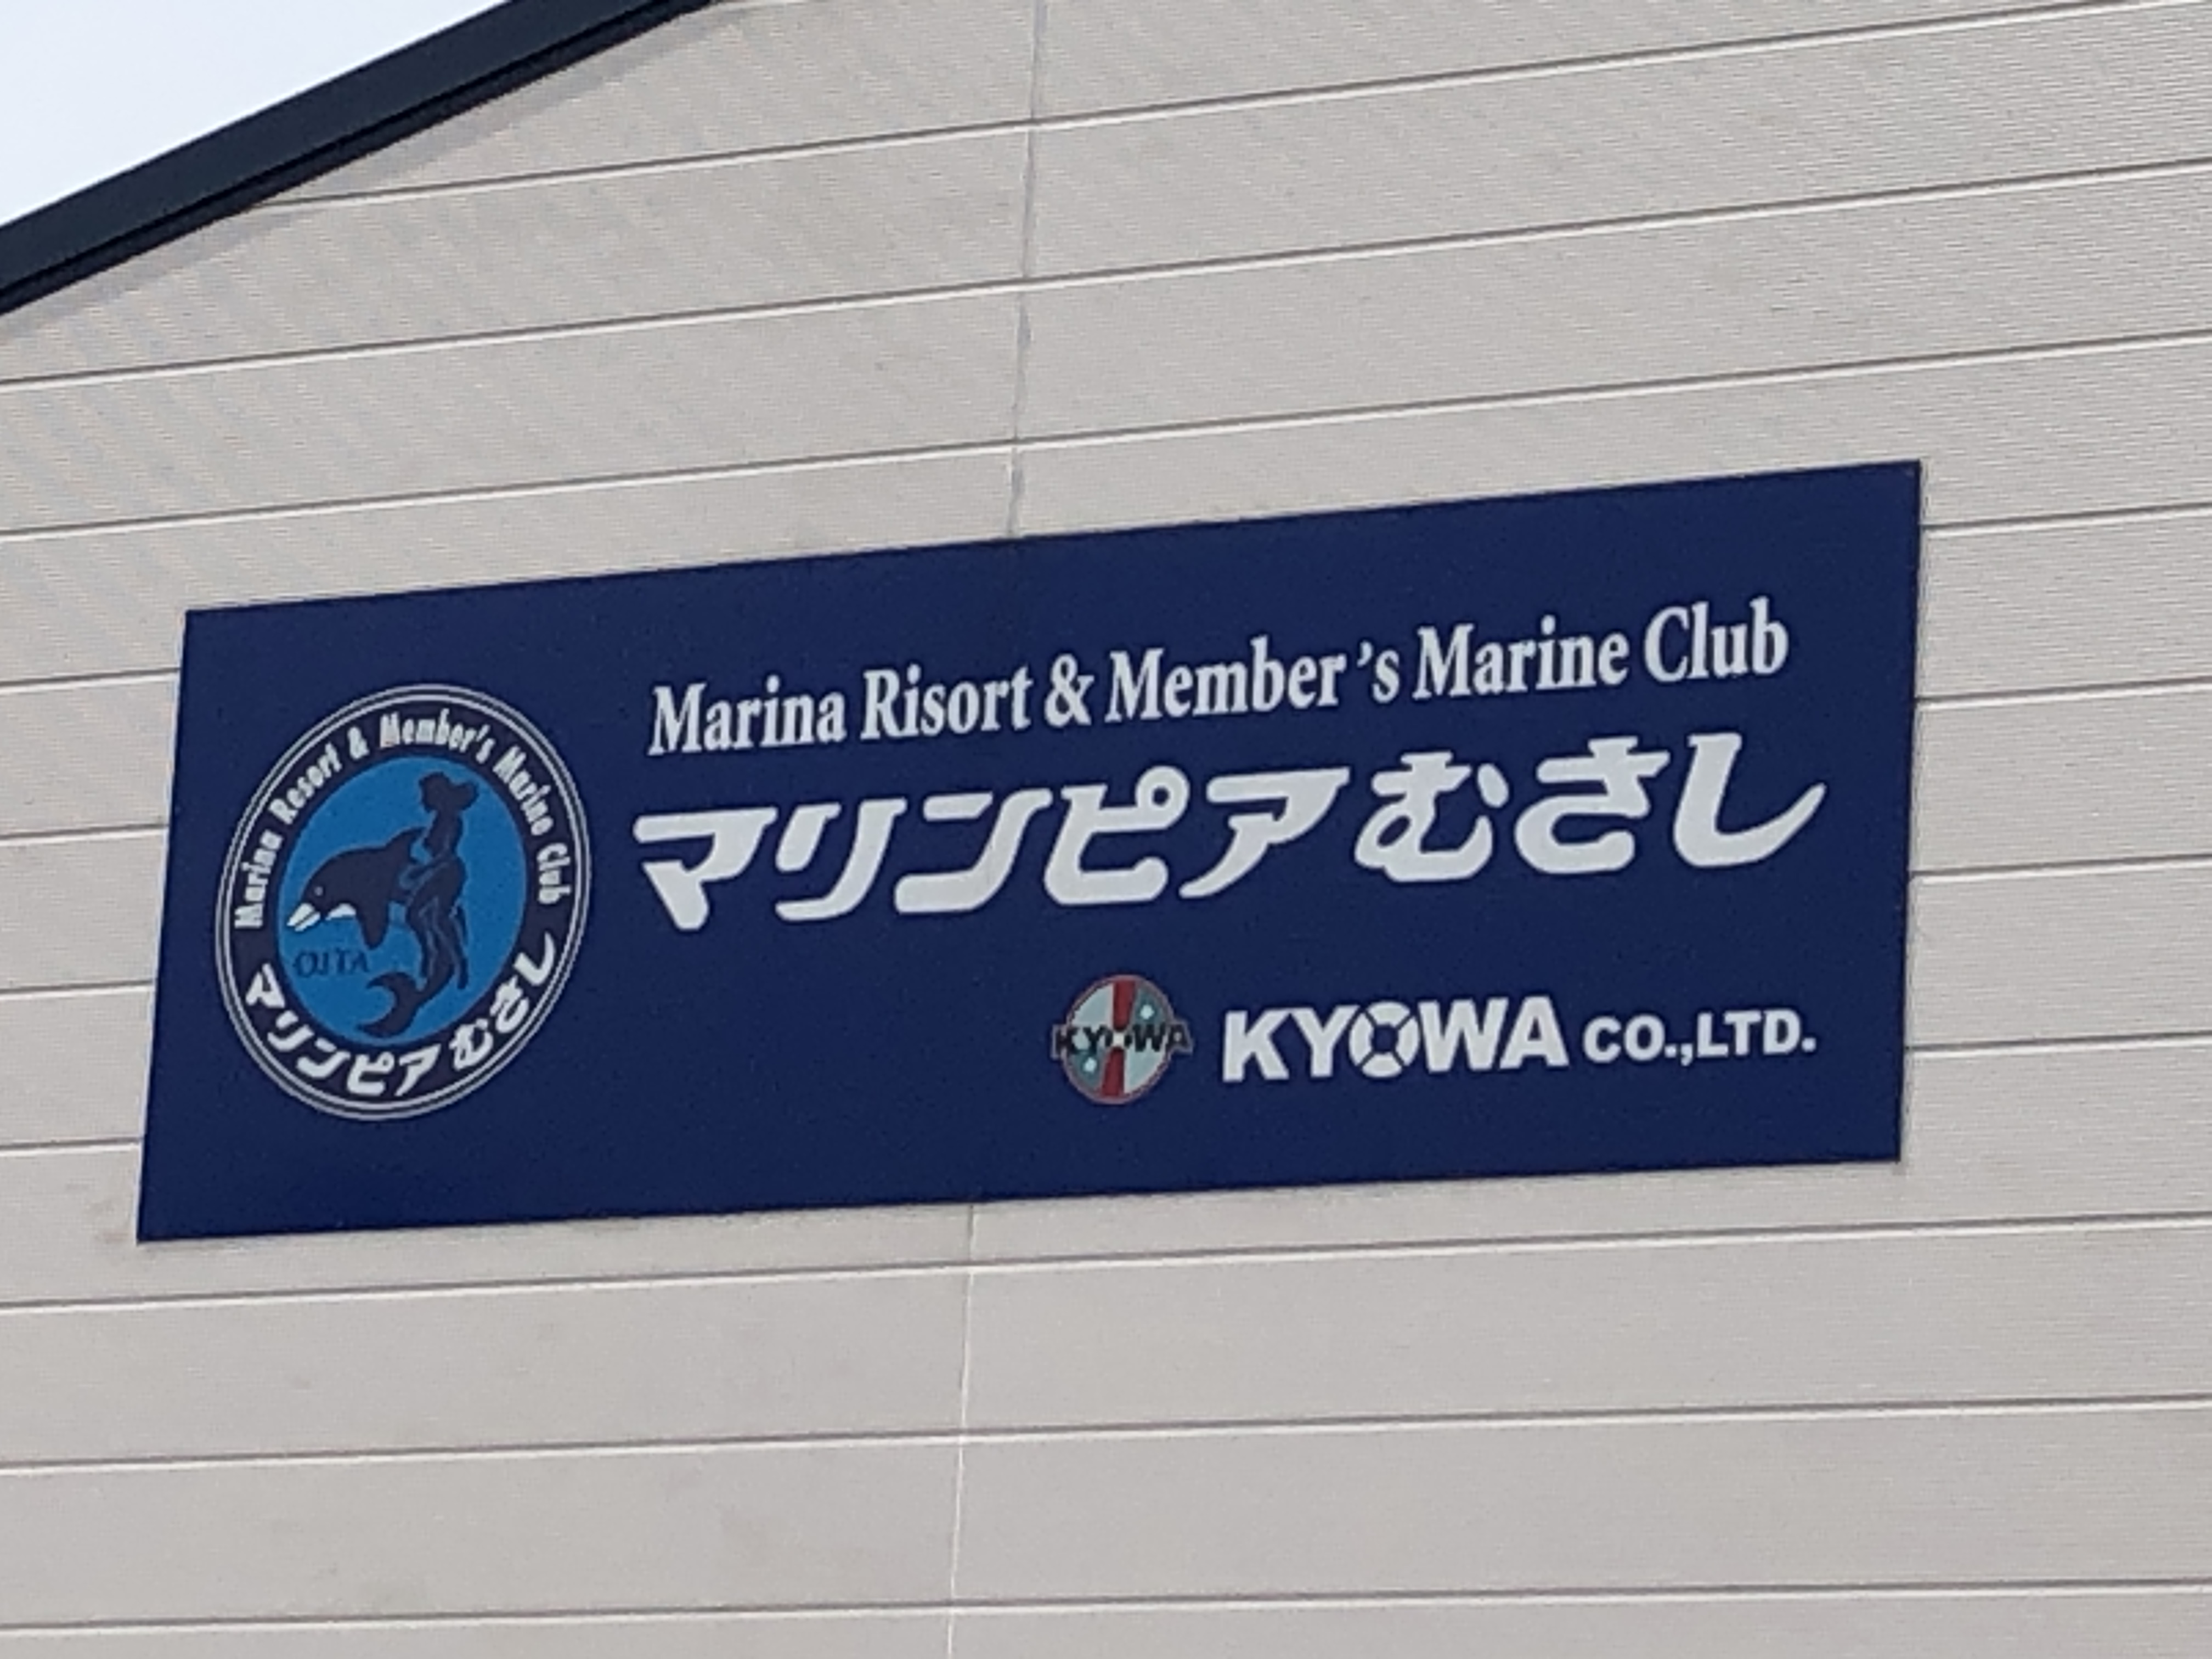 Marina Resort & Member's Marine Club
OITA
マリンピアむさし
Marina Risort & Member's Marine Club
マリンピアむさし
KYOWA
KYOWA CO.,LTD.